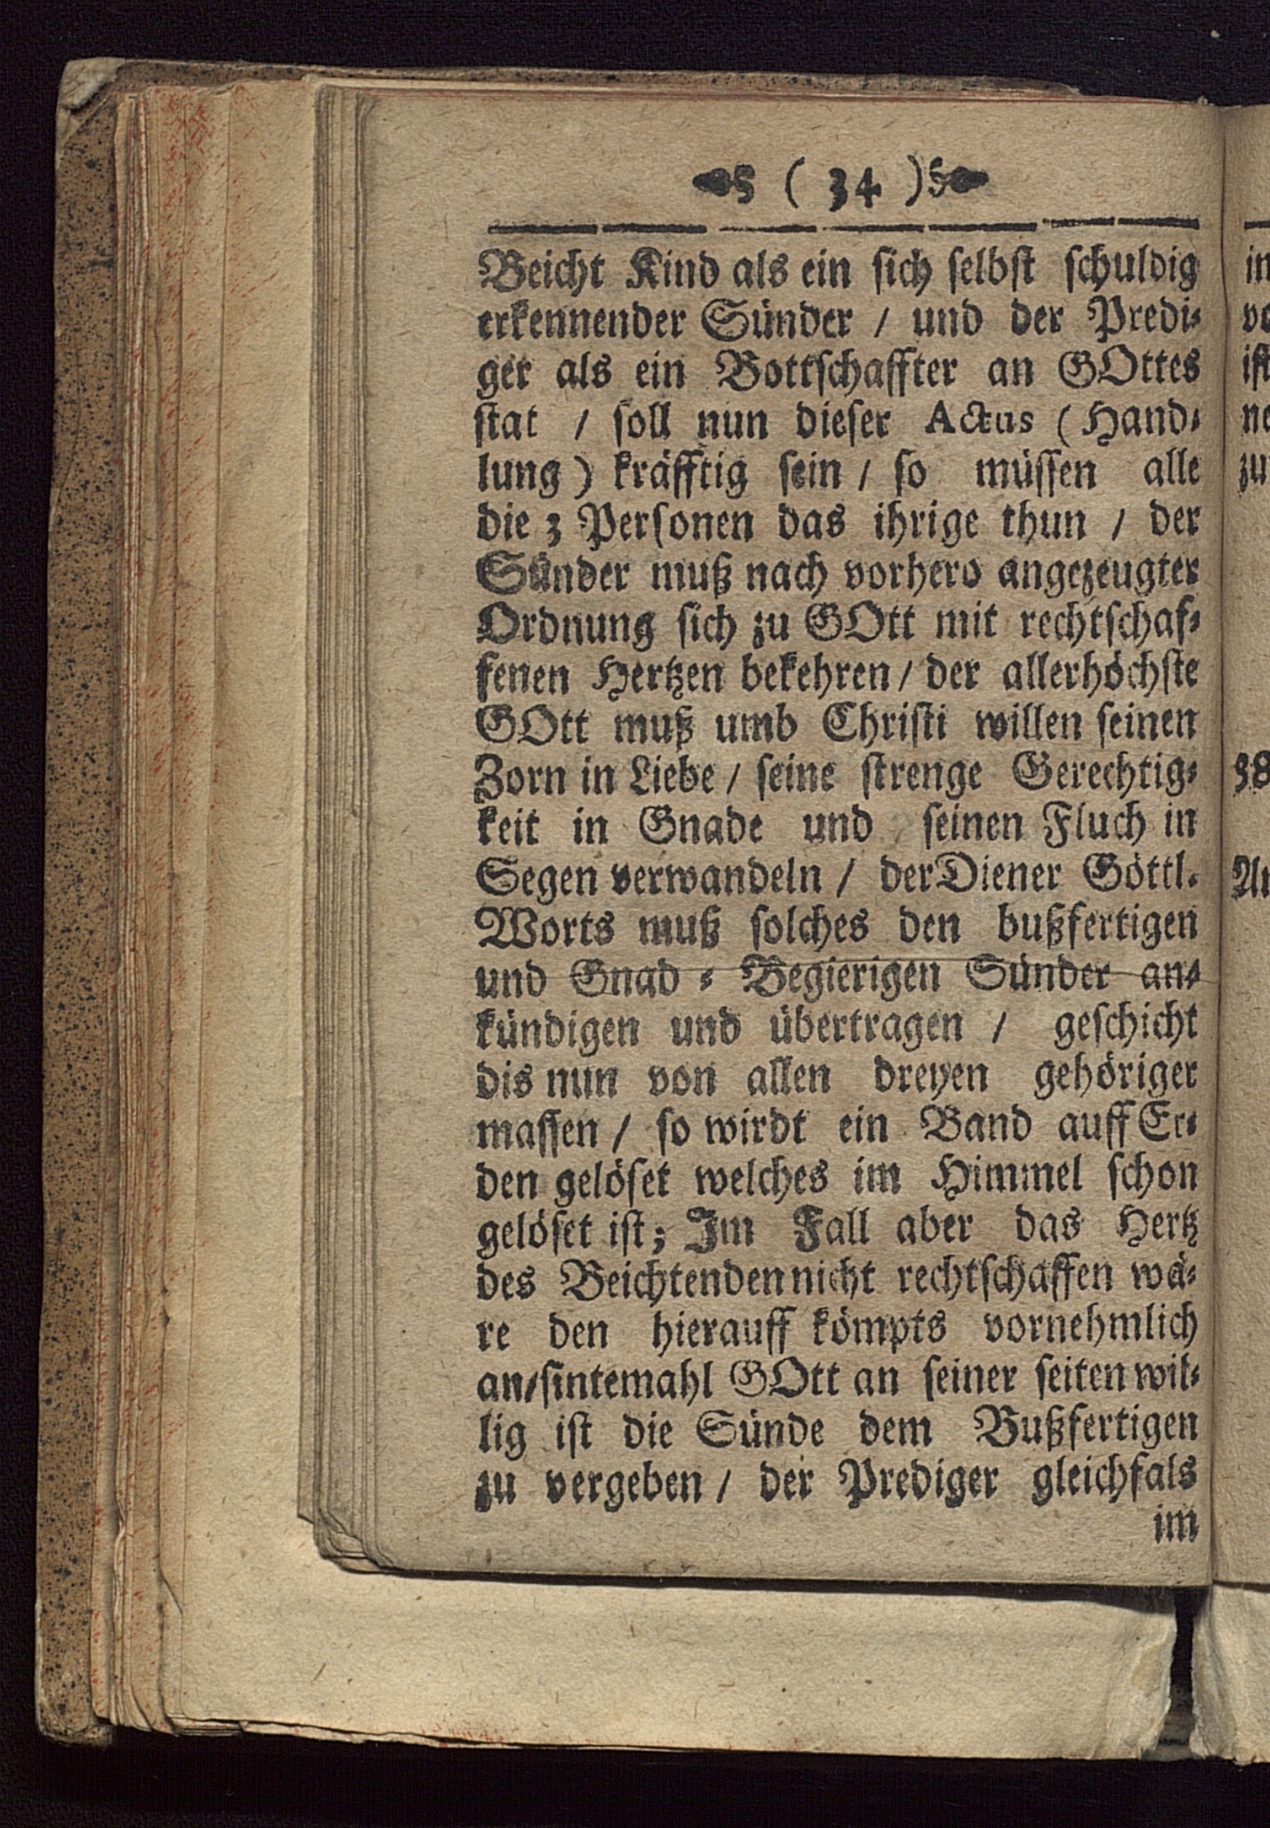 ( 34 )
Beicht Kind als ein sich selbst schuldig
erkennender Sünder / und der Predi-
ger als ein Bottschaffter an GOttes
stat / soll nun dieser Actus (Hand-
lung) kräfftig sein / so müssen alle
die 3 Personen das ihrige thun / der
Sünder muß nach vorhero angezeugter
Ordnung sich zu GOtt mit rechtschaf-
fenen Hertzen bekehren / der allerhöchste
GOtt muß umb Christi willen seinen
Zorn in Liebe / seine strenge Gerechtig-
keit in Gnade und seinen Fluch in
Segen verwandeln / der Diener Göttl.
Worts muß solches den bußfertigen
und Gnad-Begierigen Sünder an-
kündigen und übertragen / geschicht
dis nun von allen dreyen gehöriger
massen / so wirdt ein Band auff Er-
den gelöset welches im Himmel schon
gelöset ist; Im Fall aber das Hertz
des Beichtenden nicht rechtschaffen wä-
re den hierauff kömpts vornehmlich
an/sintemahl GOtt an seiner seiten wil-
lig ist die Sünde dem Bußfertigen
zu vergeben / der Prediger gleichfals
im
in
vo
ist
ne
zu
38
An